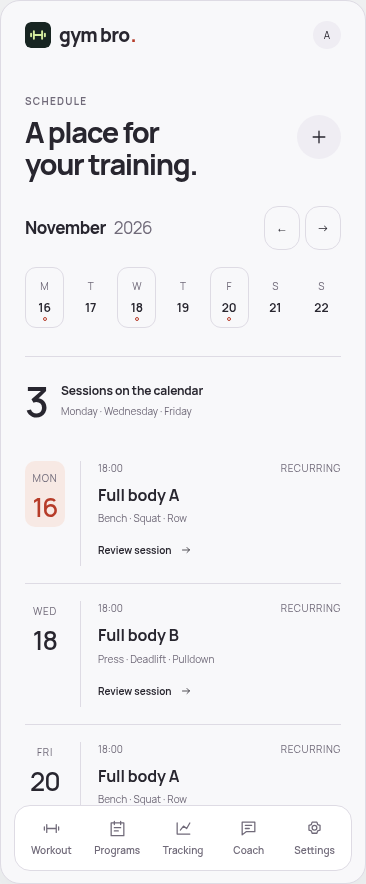 gym bro.
A
SCHEDULE
A place for
your training.
+
November 2026
← →
M T W T F S S
16 17 18 19 20 21 22
3
Sessions on the calendar
Monday · Wednesday · Friday
MON
16
18:00 RECURRING
Full body A
Bench · Squat · Row
Review session →
WED
18
18:00 RECURRING
Full body B
Press · Deadlift · Pulldown
Review session →
FRI
20
18:00 RECURRING
Full body A
Bench · Squat · Row
Workout Programs Tracking Coach Settings